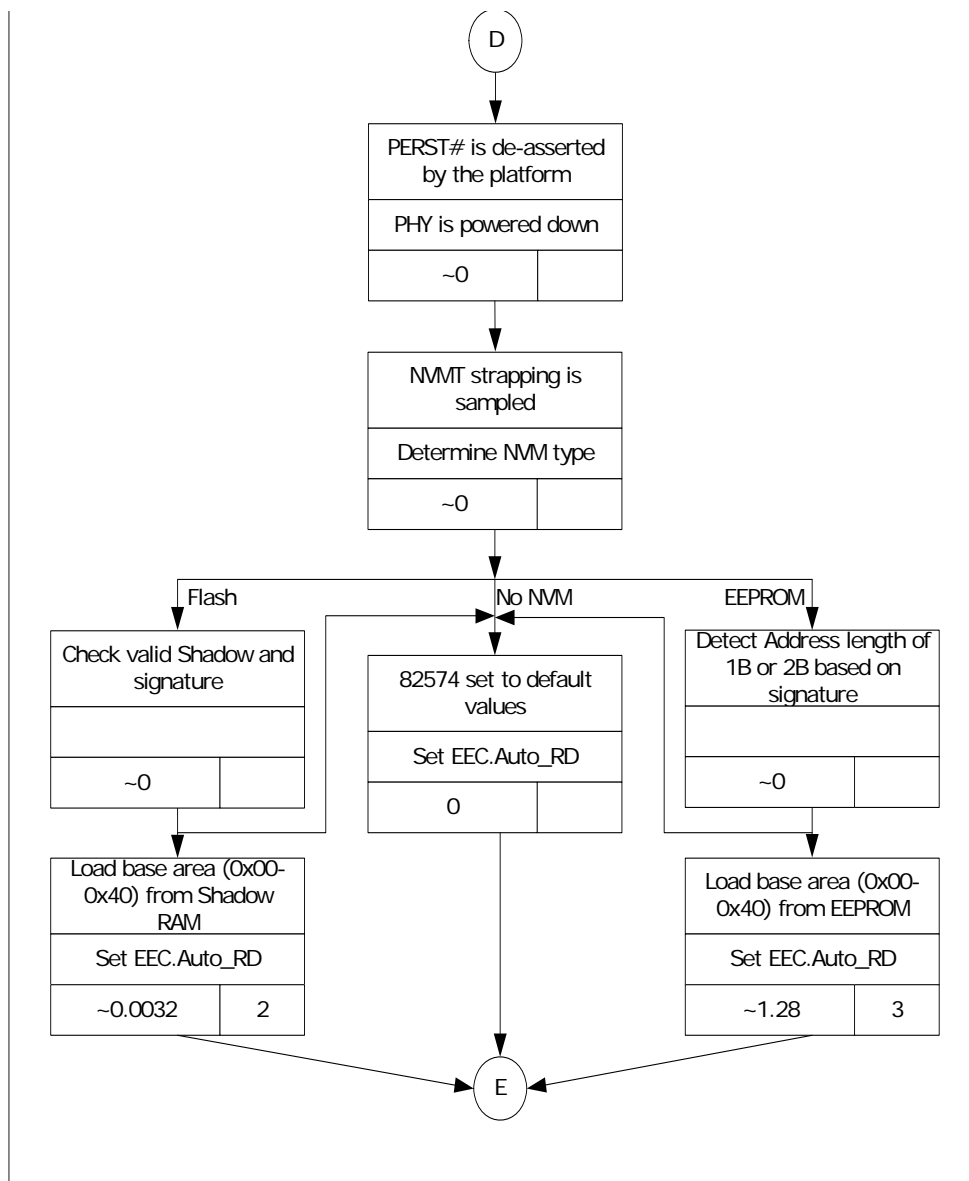 D
PERST# is de-asserted
by the platform
PHY is powered down
~0
NVMT strapping is
sampled
Determine NVM type
~0
Flash
No NVM
EEPROM
Check valid Shadow and
signature
~0
82574 set to default
values
Set EEC.Auto_RD
0
Detect Address length of
1B or 2B based on
signature
~0
Load base area (0x00-
0x40) from Shadow
RAM
Set EEC.Auto_RD
~0.0032
2
Load base area (0x00-
0x40) from EEPROM
Set EEC.Auto_RD
~1.28
3
E